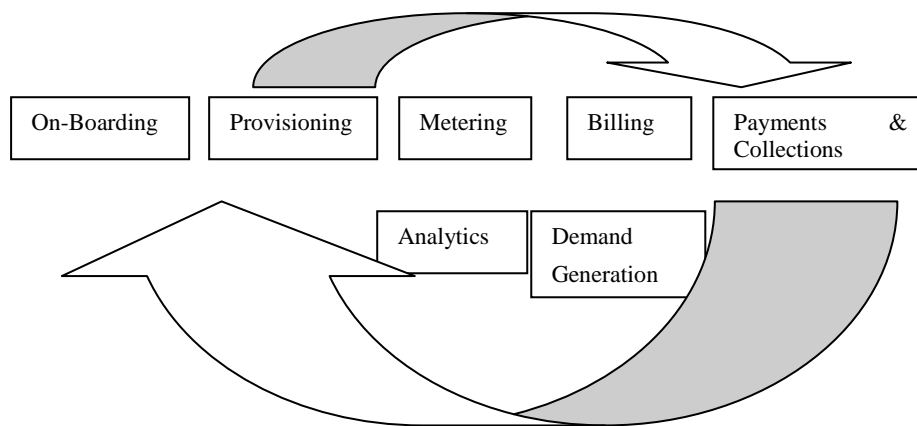 On-Boarding
Provisioning
Metering
Billing
Payments &
Collections
Analytics
Demand
Generation